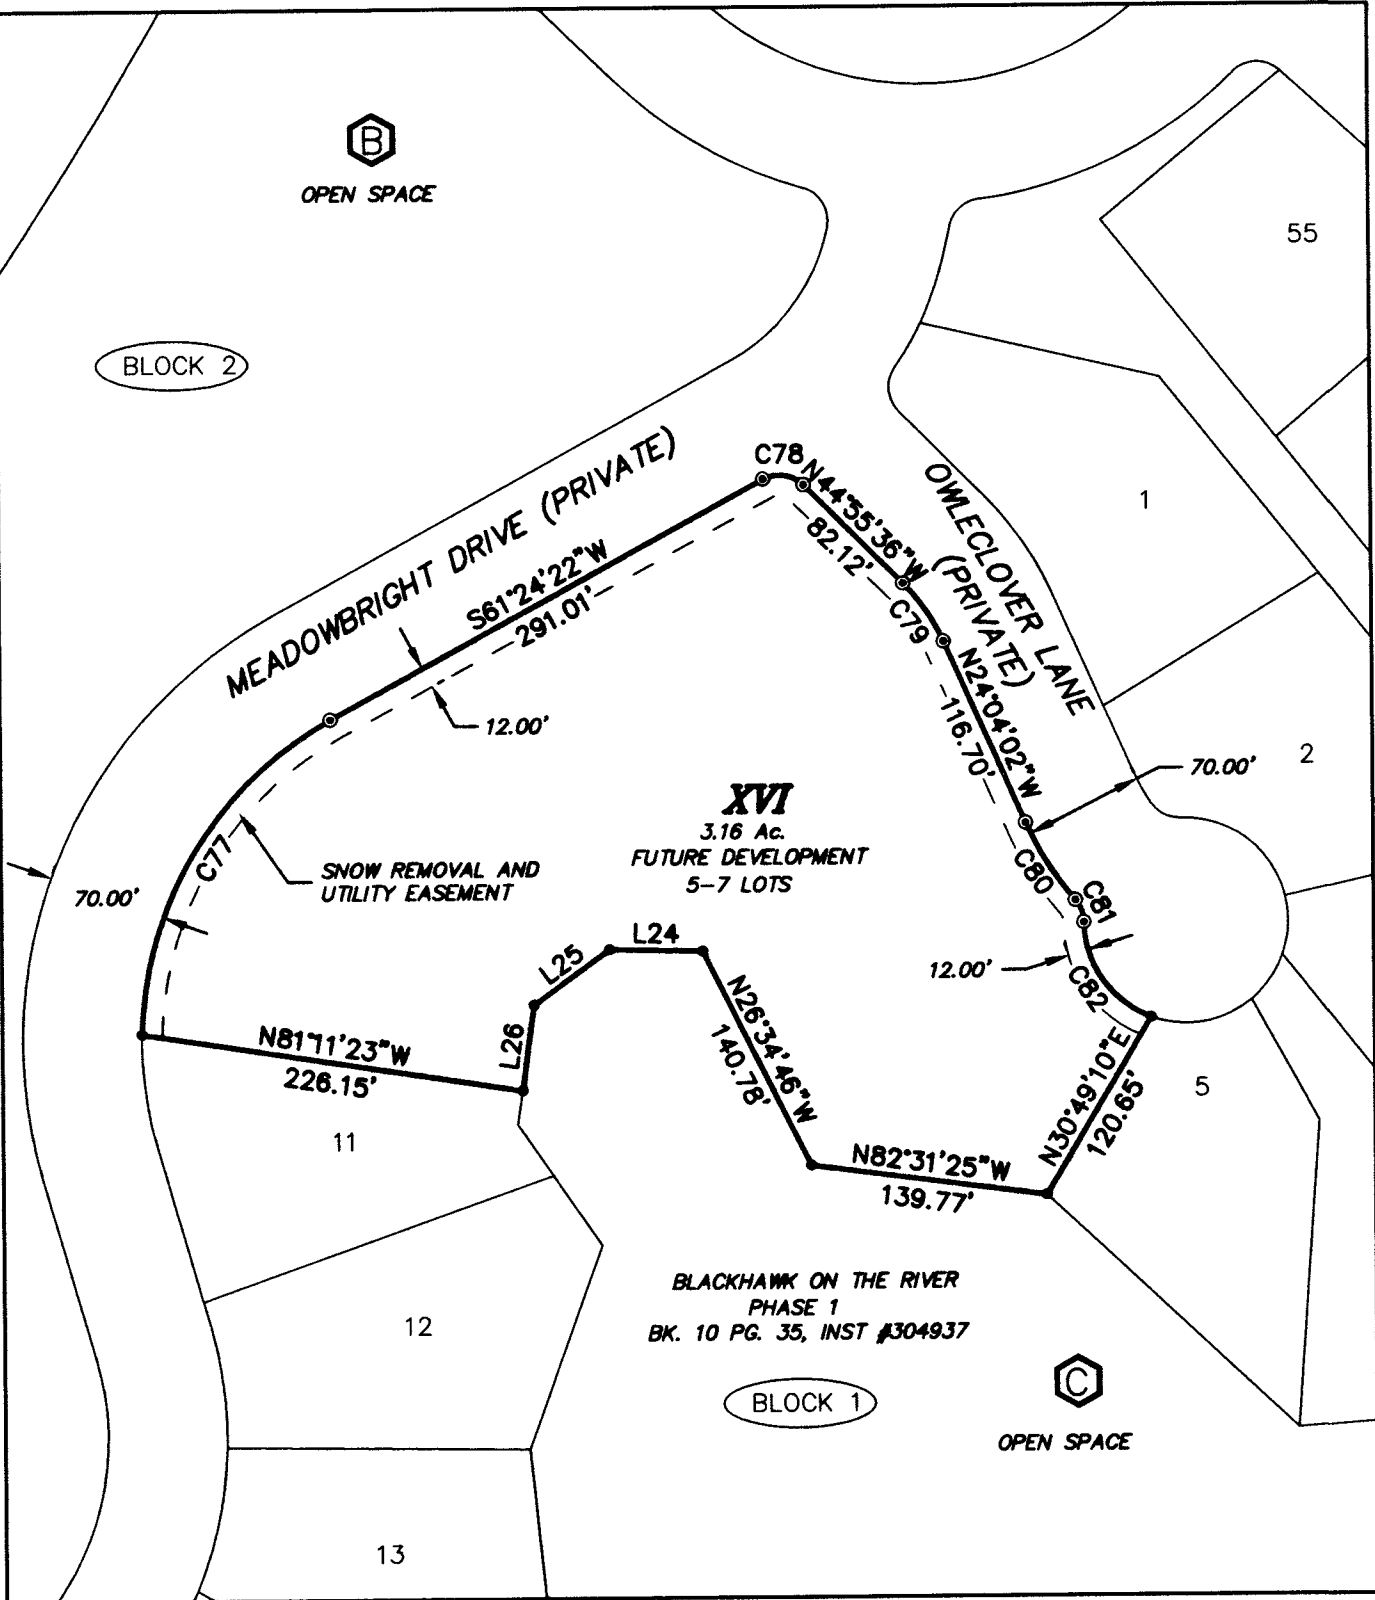 B
OPEN SPACE
55
BLOCK 2
MEADOWBRIGHT DRIVE (PRIVATE)
C78
N44°55'36"W
82.12'
OWLECLOVER LANE
(PRIVATE)
1
S61°24'22"W
291.01'
C79
N24°04'02"W
116.70'
12.00'
2
70.00'
XVI
3.16 Ac.
FUTURE DEVELOPMENT
5-7 LOTS
C77
SNOW REMOVAL AND
UTILITY EASEMENT
70.00'
C80
C81
L24
L25
12.00'
C82
L26
N26°34'46"W
140.78'
N81°11'23"W
226.15'
N30°49'10"E
120.65'
5
11
N82°31'25"W
139.77'
BLACKHAWK ON THE RIVER
PHASE 1
BK. 10 PG. 35, INST #304937
12
C
BLOCK 1
OPEN SPACE
13